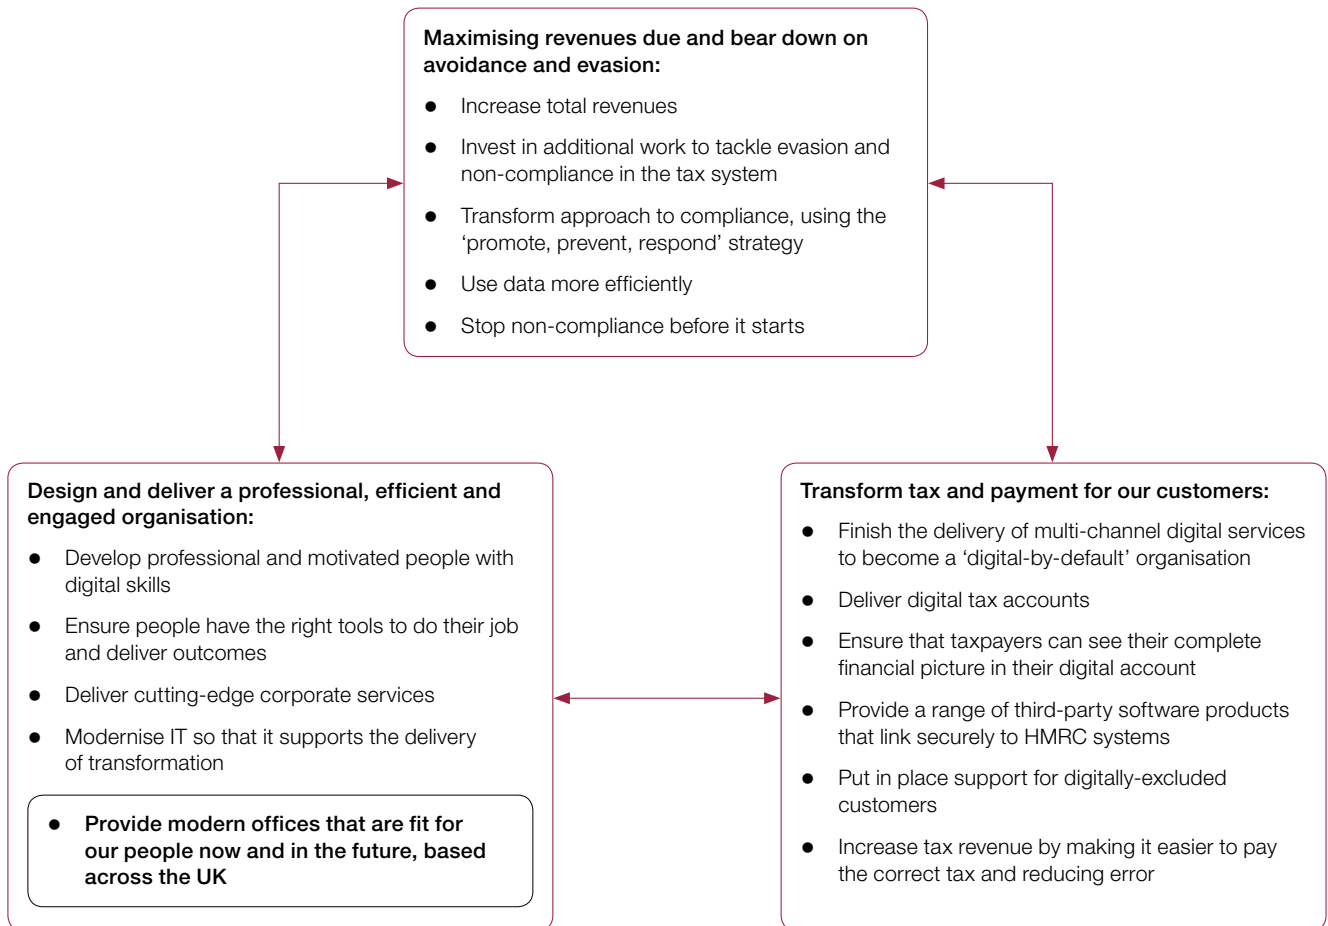 Maximising revenues due and bear down on
avoidance and evasion:
● Increase total revenues
● Invest in additional work to tackle evasion and
non-compliance in the tax system
● Transform approach to compliance, using the
‘promote, prevent, respond’ strategy
● Use data more efficiently
● Stop non-compliance before it starts
Design and deliver a professional, efficient and
engaged organisation:
● Develop professional and motivated people with
digital skills
● Ensure people have the right tools to do their job
and deliver outcomes
● Deliver cutting-edge corporate services
● Modernise IT so that it supports the delivery
of transformation
● Provide modern offices that are fit for
our people now and in the future, based
across the UK
Transform tax and payment for our customers:
● Finish the delivery of multi-channel digital services
to become a ‘digital-by-default’ organisation
● Deliver digital tax accounts
● Ensure that taxpayers can see their complete
financial picture in their digital account
● Provide a range of third-party software products
that link securely to HMRC systems
● Put in place support for digitally-excluded
customers
● Increase tax revenue by making it easier to pay
the correct tax and reducing error